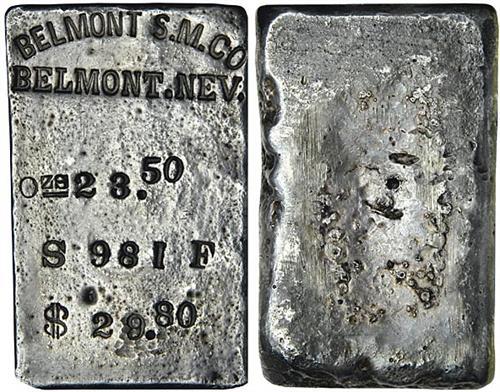 BELMONT S.M.CO
BELMONT.NEV.
Ozs 23.50
S 981 F
$ 29.80